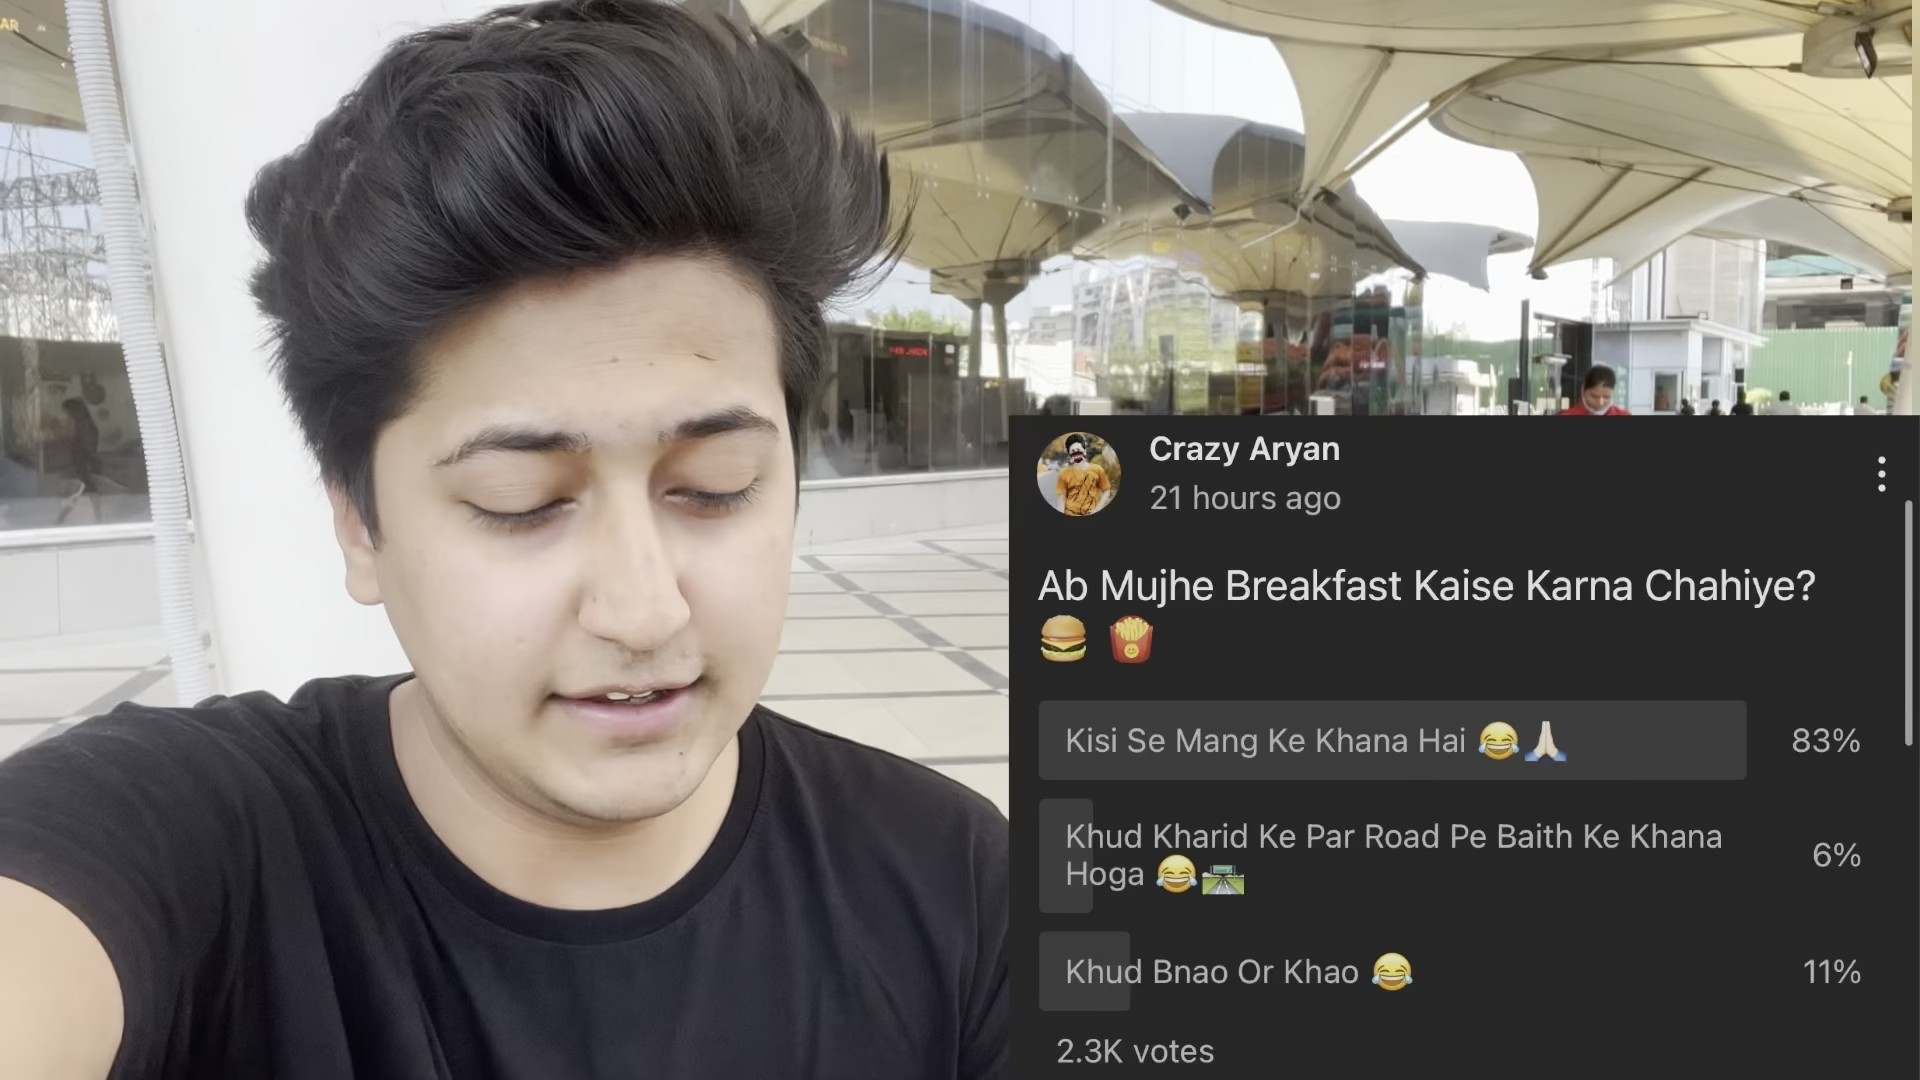 AR
Crazy Aryan
21 hours ago
Ab Mujhe Breakfast Kaise Karna Chahiye?
🍔 🍟
Kisi Se Mang Ke Khana Hai 😂🙏🏻
83%
Khud Kharid Ke Par Road Pe Baith Ke Khana
Hoga 😂🛣️
6%
Khud Bnao Or Khao 😂
11%
2.3K votes